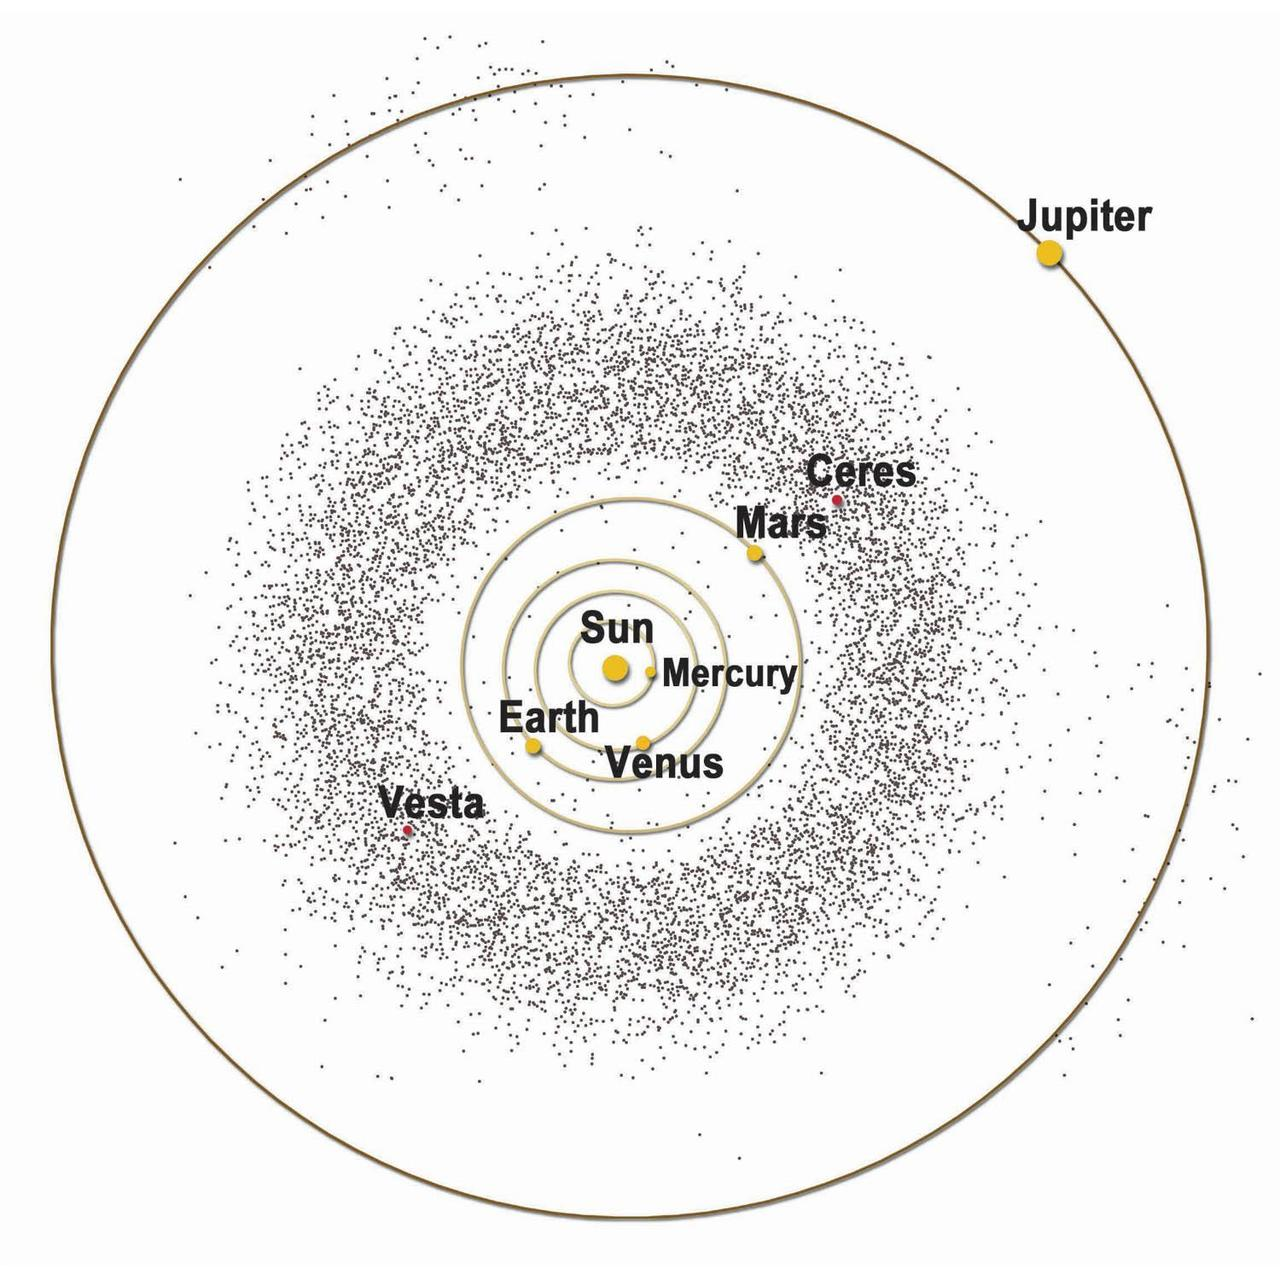 Jupiter
Ceres
Mars
Sun
Mercury
Earth
Venus
Vesta